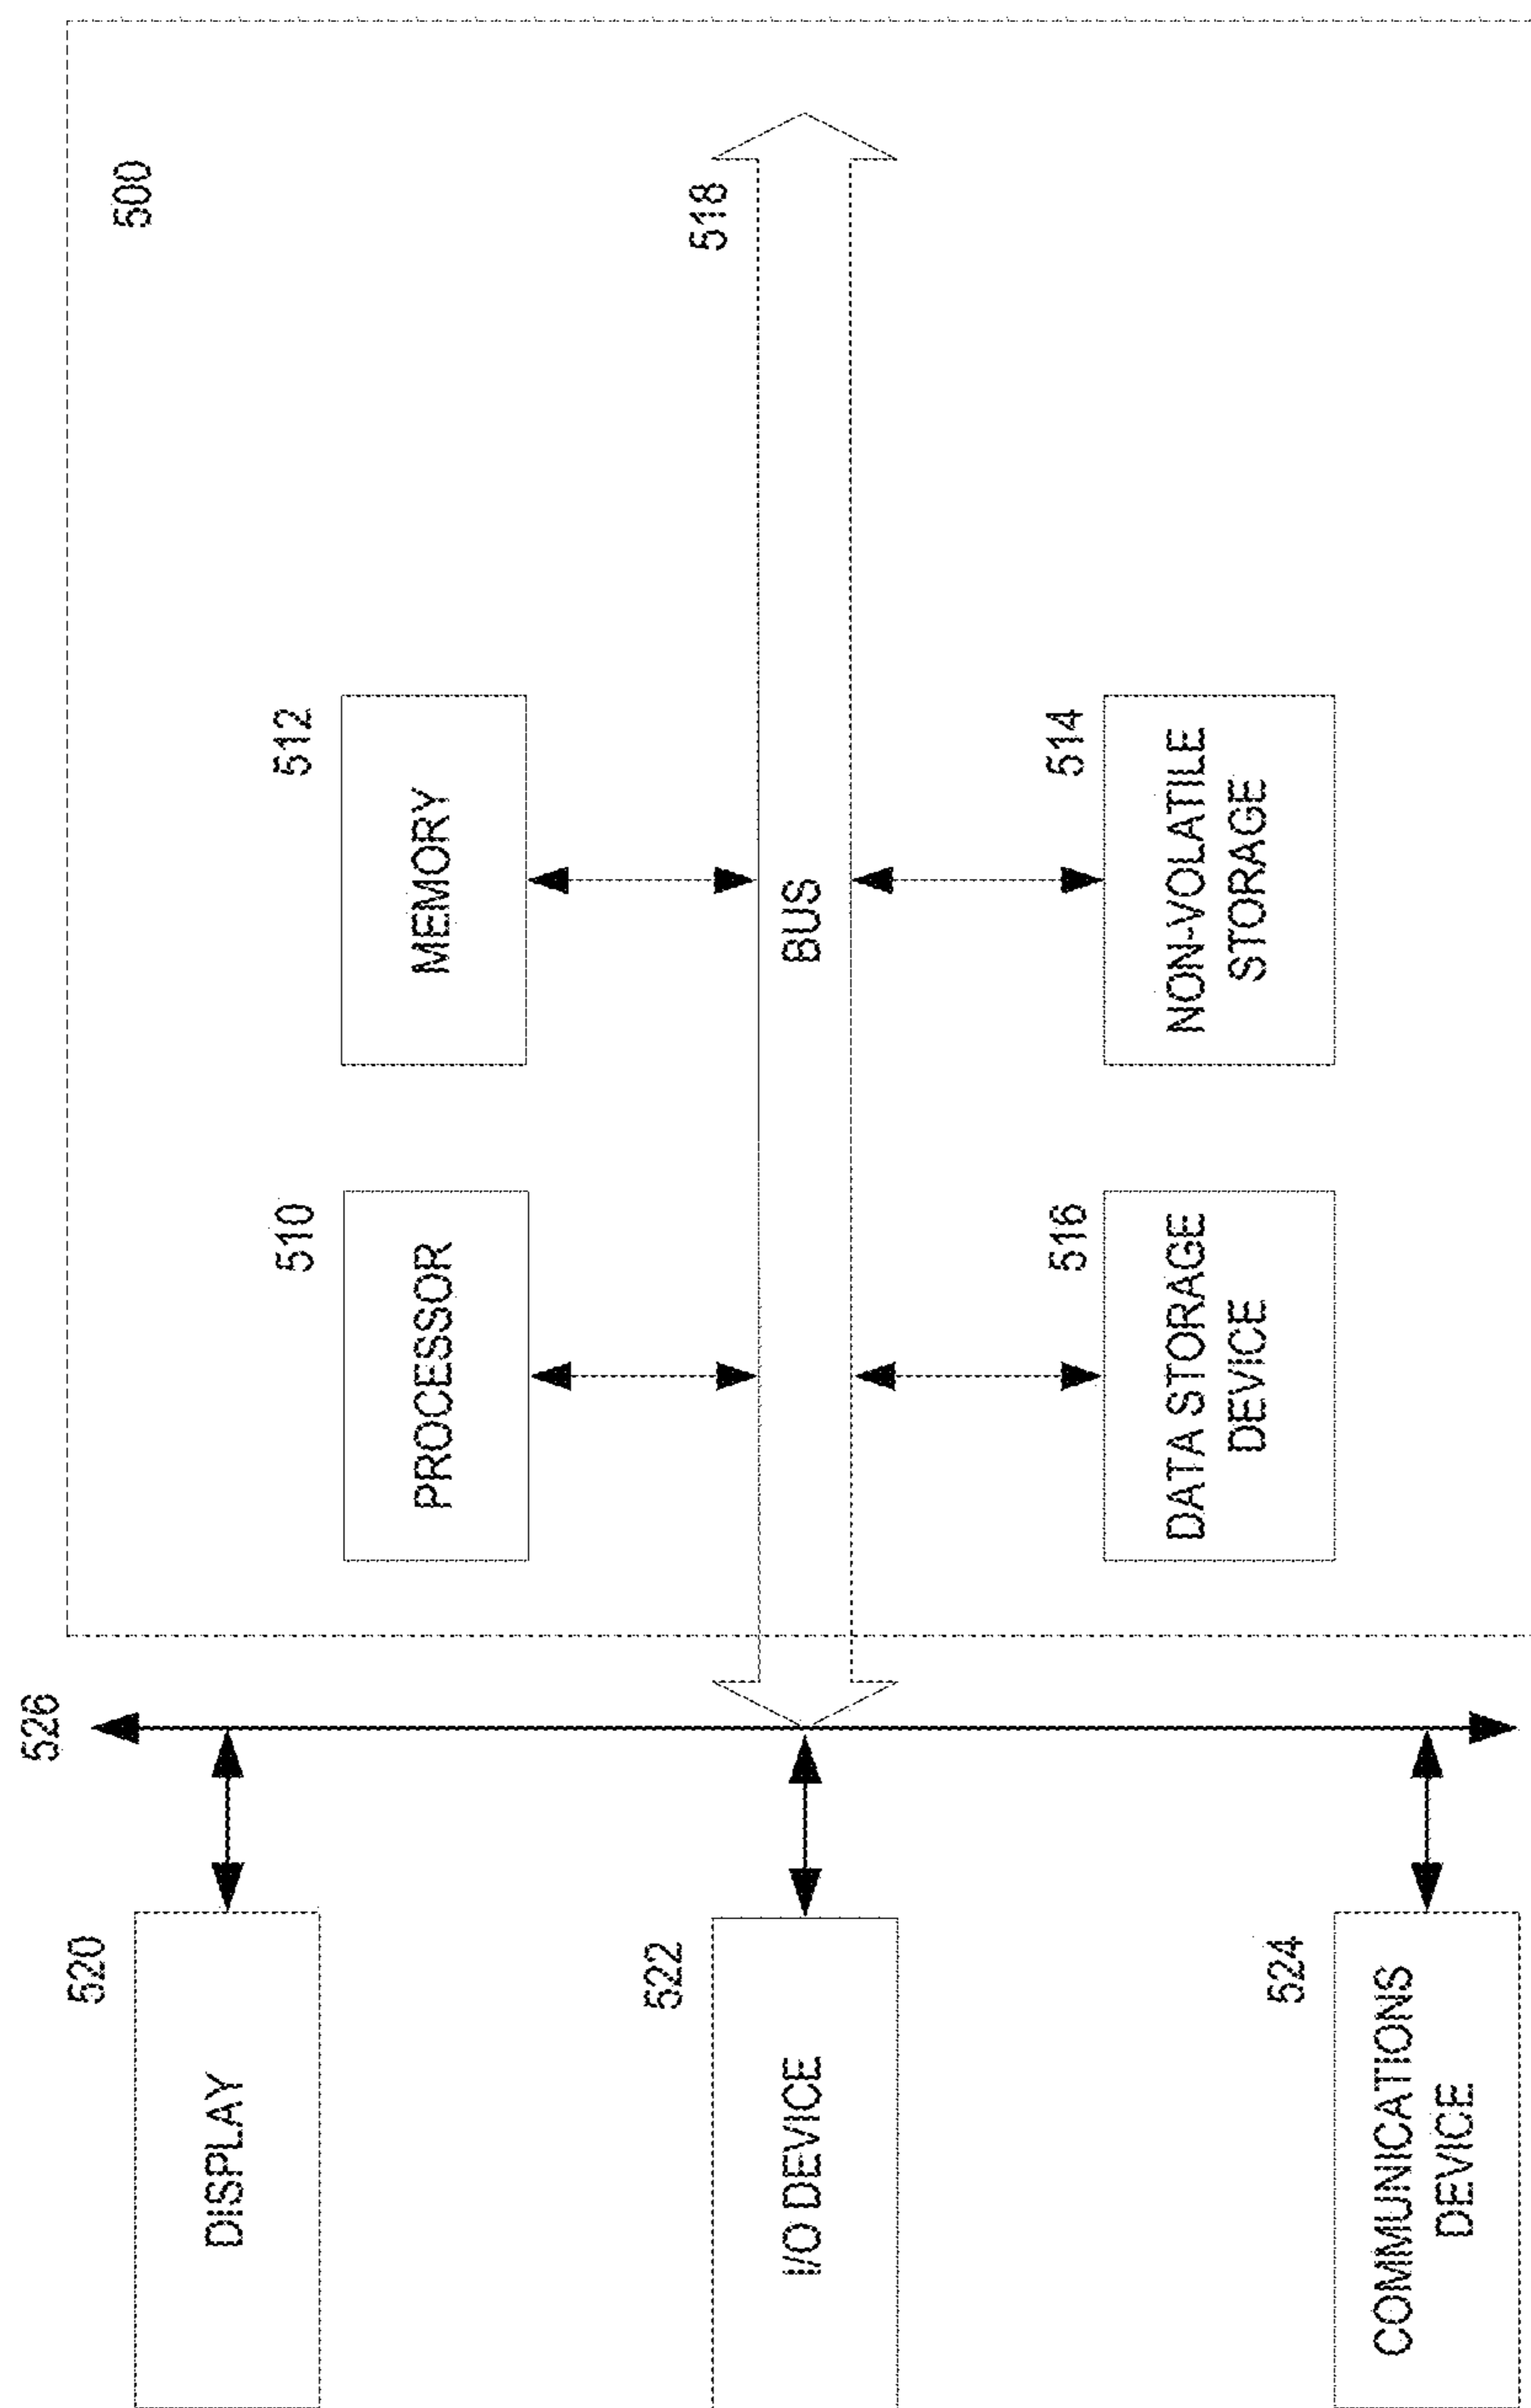 526
520
500
DISPLAY
510
512
PROCESSOR
MEMORY
522
518
I/O DEVICE
BUS
516
514
DATA STORAGE
DEVICE
NON-VOLATILE
STORAGE
524
COMMUNICATIONS
DEVICE